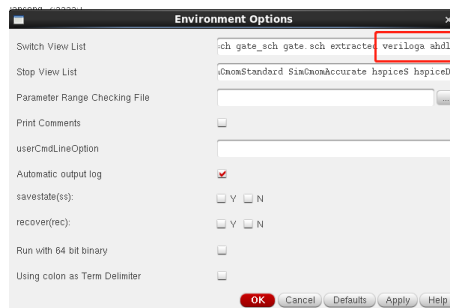 Environment Options
Switch View List
ch gate_sch gate.sch extracted veriloga ahdl
Stop View List
CmomStandard SimCmomAccurate hspiceS hspiceD
Parameter Range Checking File
...
Print Comments
userCmdLineOption
Automatic output log
savestate(ss):
Y N
recover(rec):
Y N
Run with 64 bit binary
Using colon as Term Delimiter
OK Cancel Defaults Apply Help